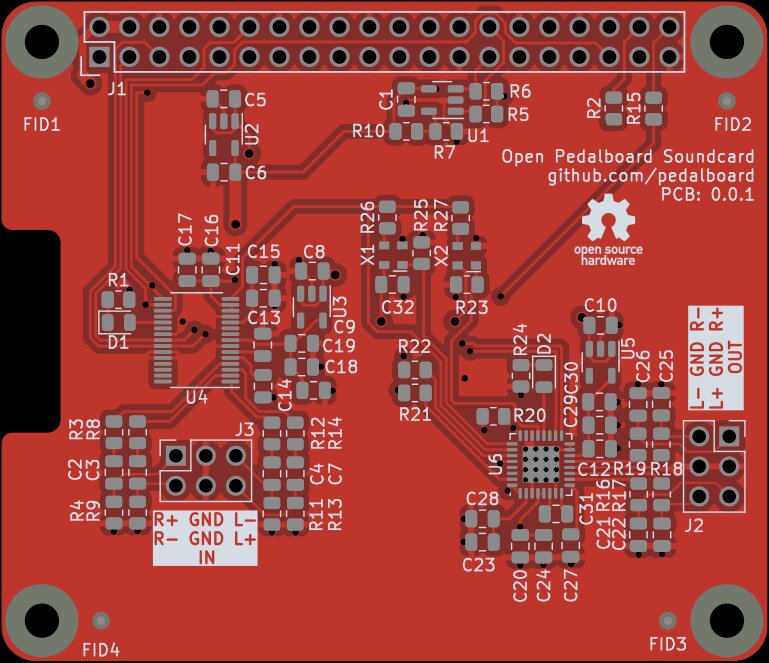 J1
FID1
C5
U2
C6
C1
R6
R5
U1
R10
R7
R2
R15
FID2
Open Pedalboard Soundcard
github.com/pedalboard
PCB: 0.0.1
open source
hardware
C17
C16
C11
C15
C13
C8
U3
C9
C19
C18
C14
R1
D1
U4
R26
R25
R27
X1
X2
C32
R23
R22
R21
R24
D2
C10
U5
C30
C29
C12
C26
C25
L- GND R-
L+ GND R+
OUT
R20
U6
R19
R18
R16
R17
C31
C21
C22
J2
R3
R8
C2
C3
R4
R9
J3
R12
R14
C4
C7
R11
R13
R+ GND L-
R- GND L+
IN
C28
C23
C20
C24
C27
FID4
FID3